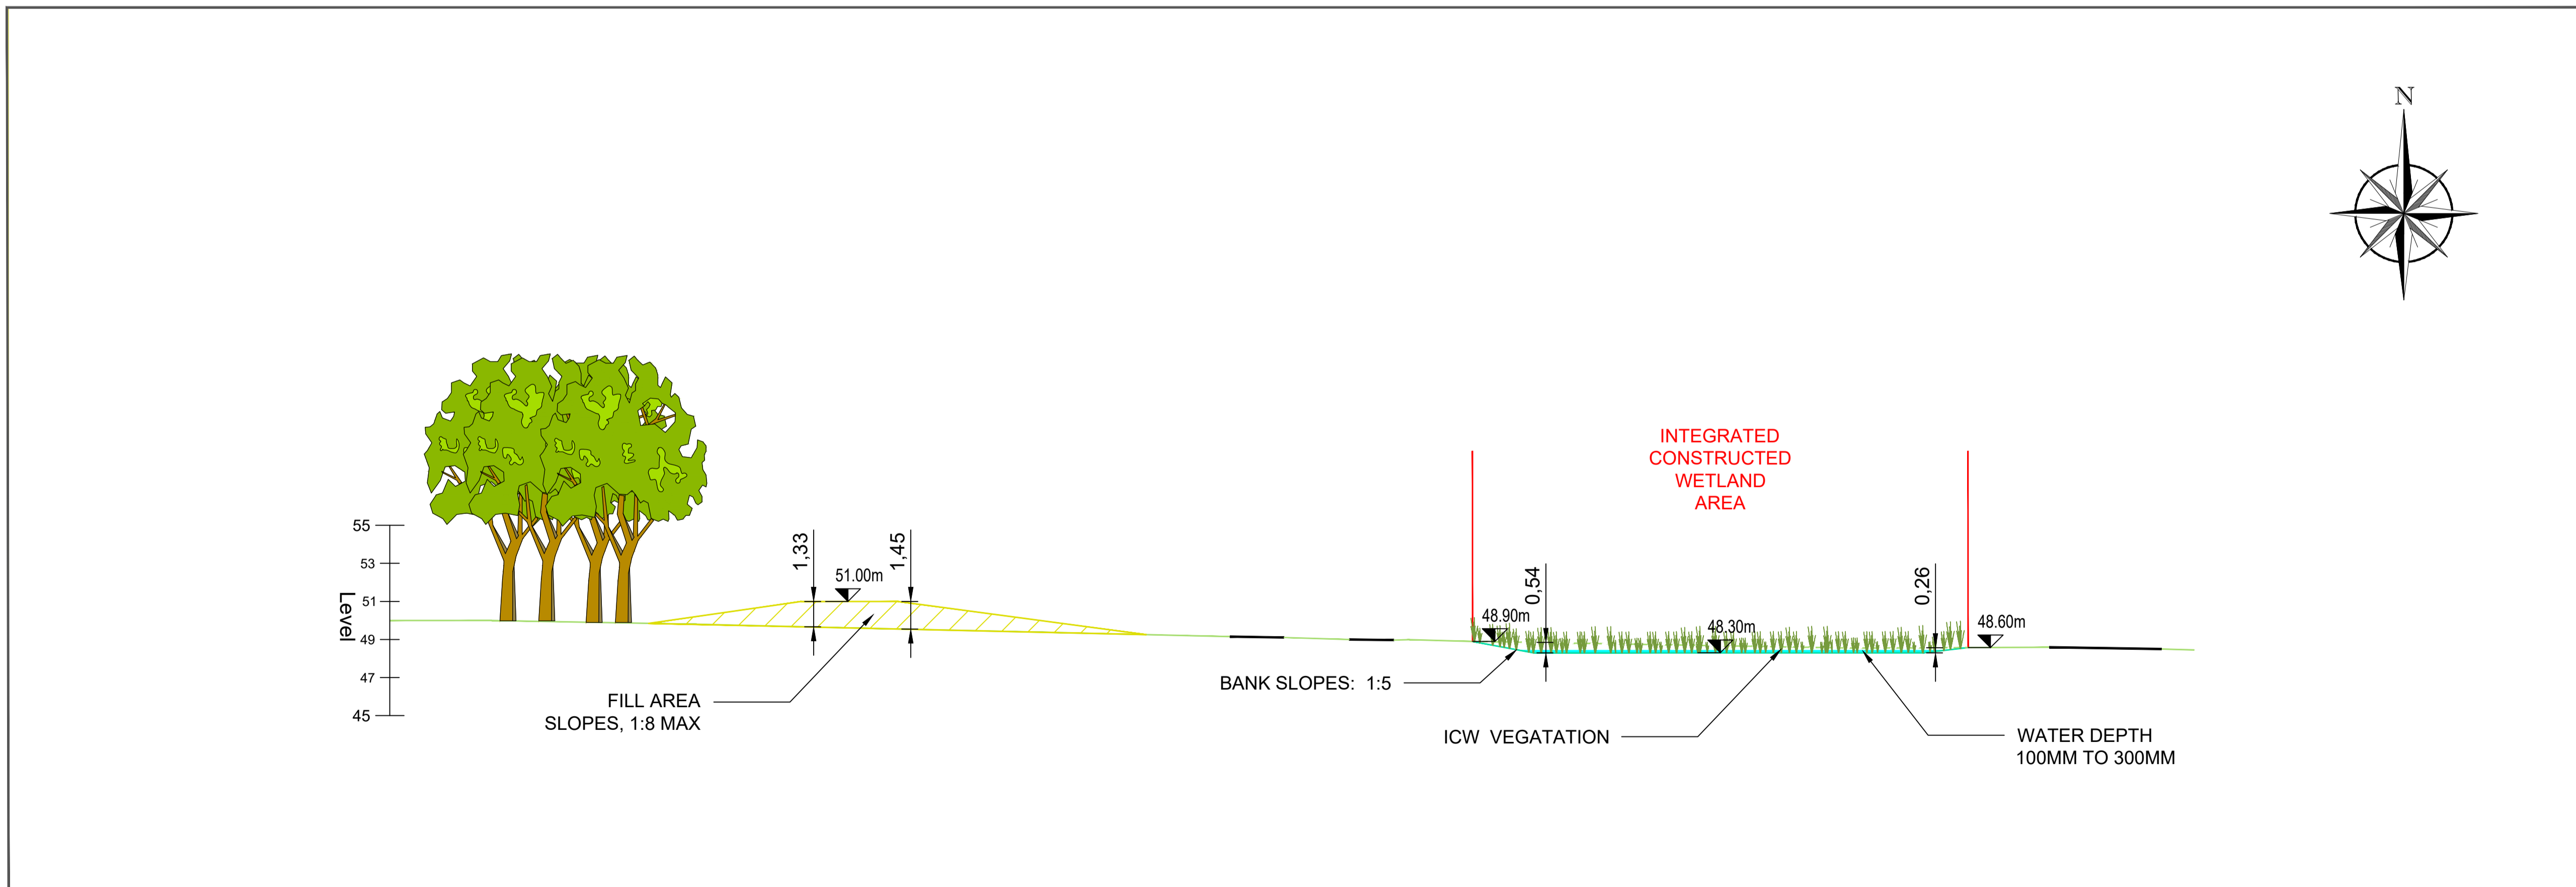 N
INTEGRATED
CONSTRUCTED
WETLAND
AREA
55
53
51
49
47
45
Level
1,33
51.00m
1,45
48.90m
0,54
48.30m
0,26
48.60m
FILL AREA
SLOPES, 1:8 MAX
BANK SLOPES:  1:5
ICW  VEGATATION
WATER DEPTH
100MM TO 300MM